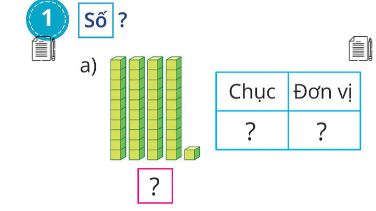 1 Số ?
a)
Chục Đơn vị
? ?
?